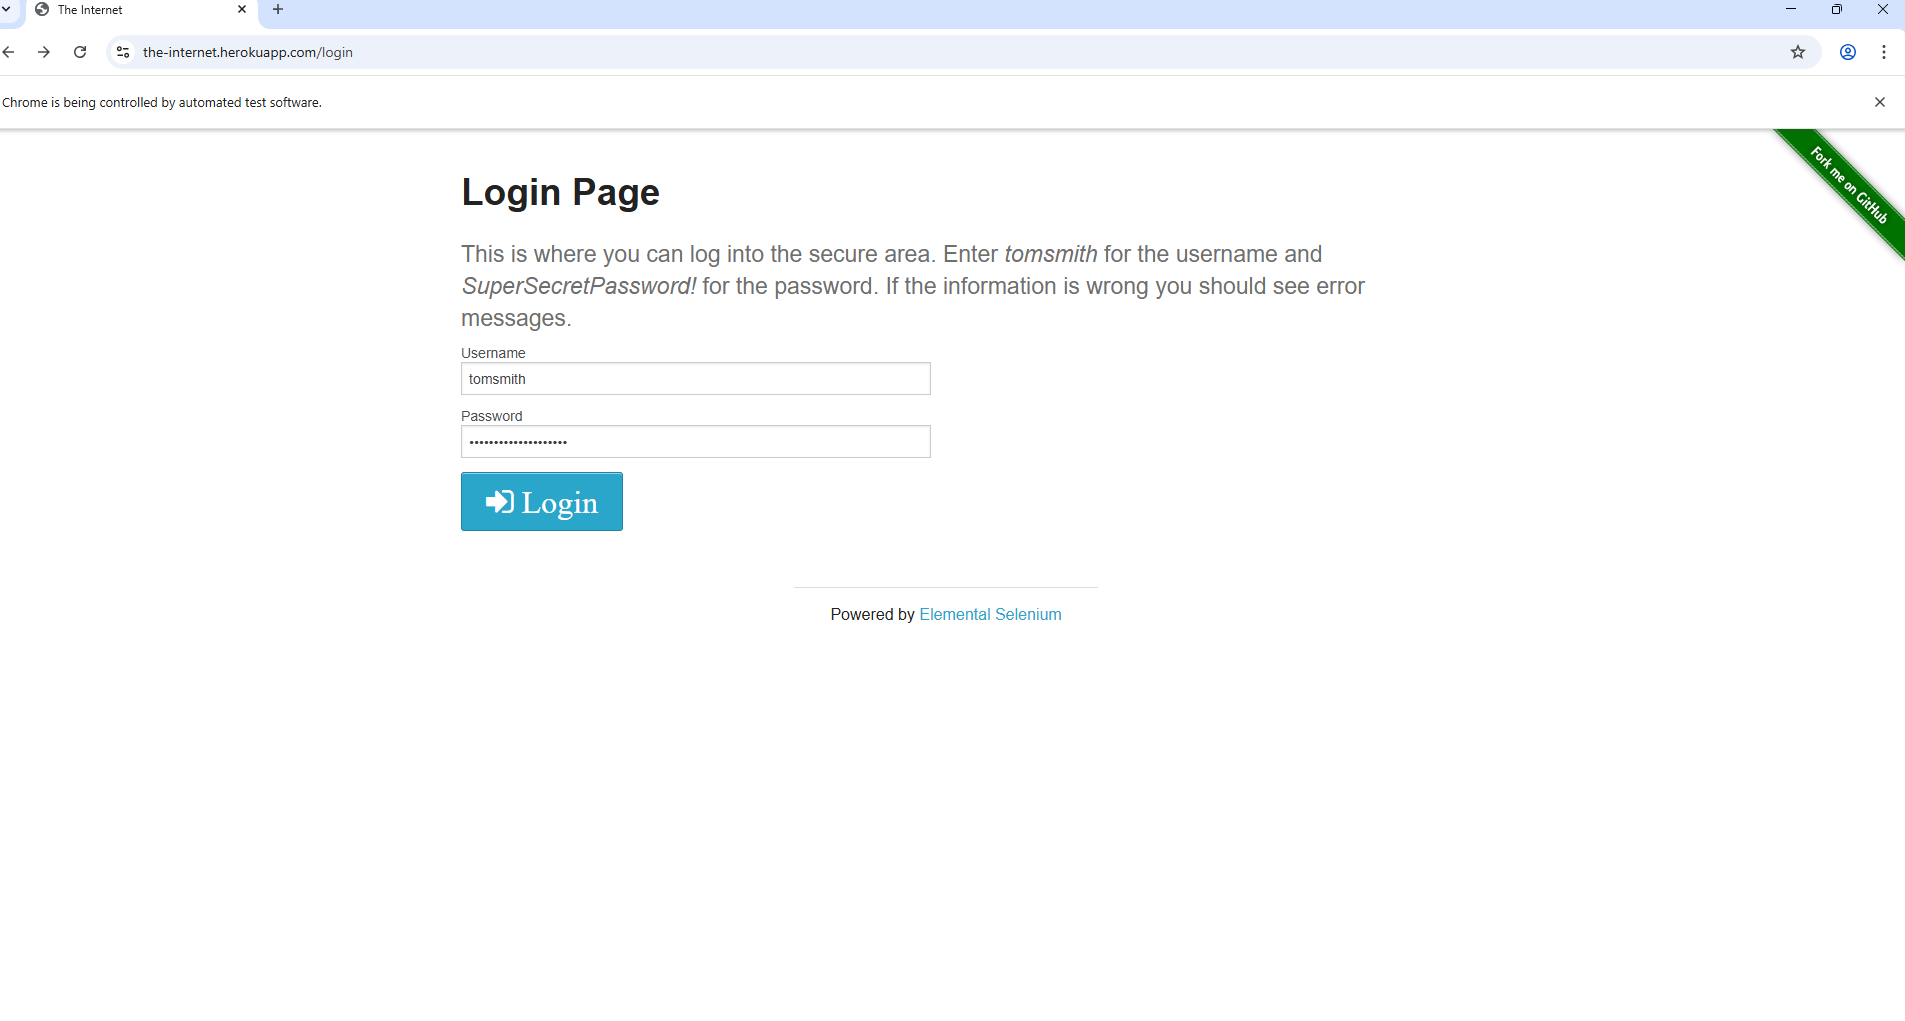 The Internet
the-internet.herokuapp.com/login
Chrome is being controlled by automated test software.
Fork me on GitHub
Login Page
This is where you can log into the secure area. Enter tomsmith for the username and
SuperSecretPassword! for the password. If the information is wrong you should see error
messages.
Username
tomsmith
Password
••••••••••••••••••••
Login
Powered by Elemental Selenium